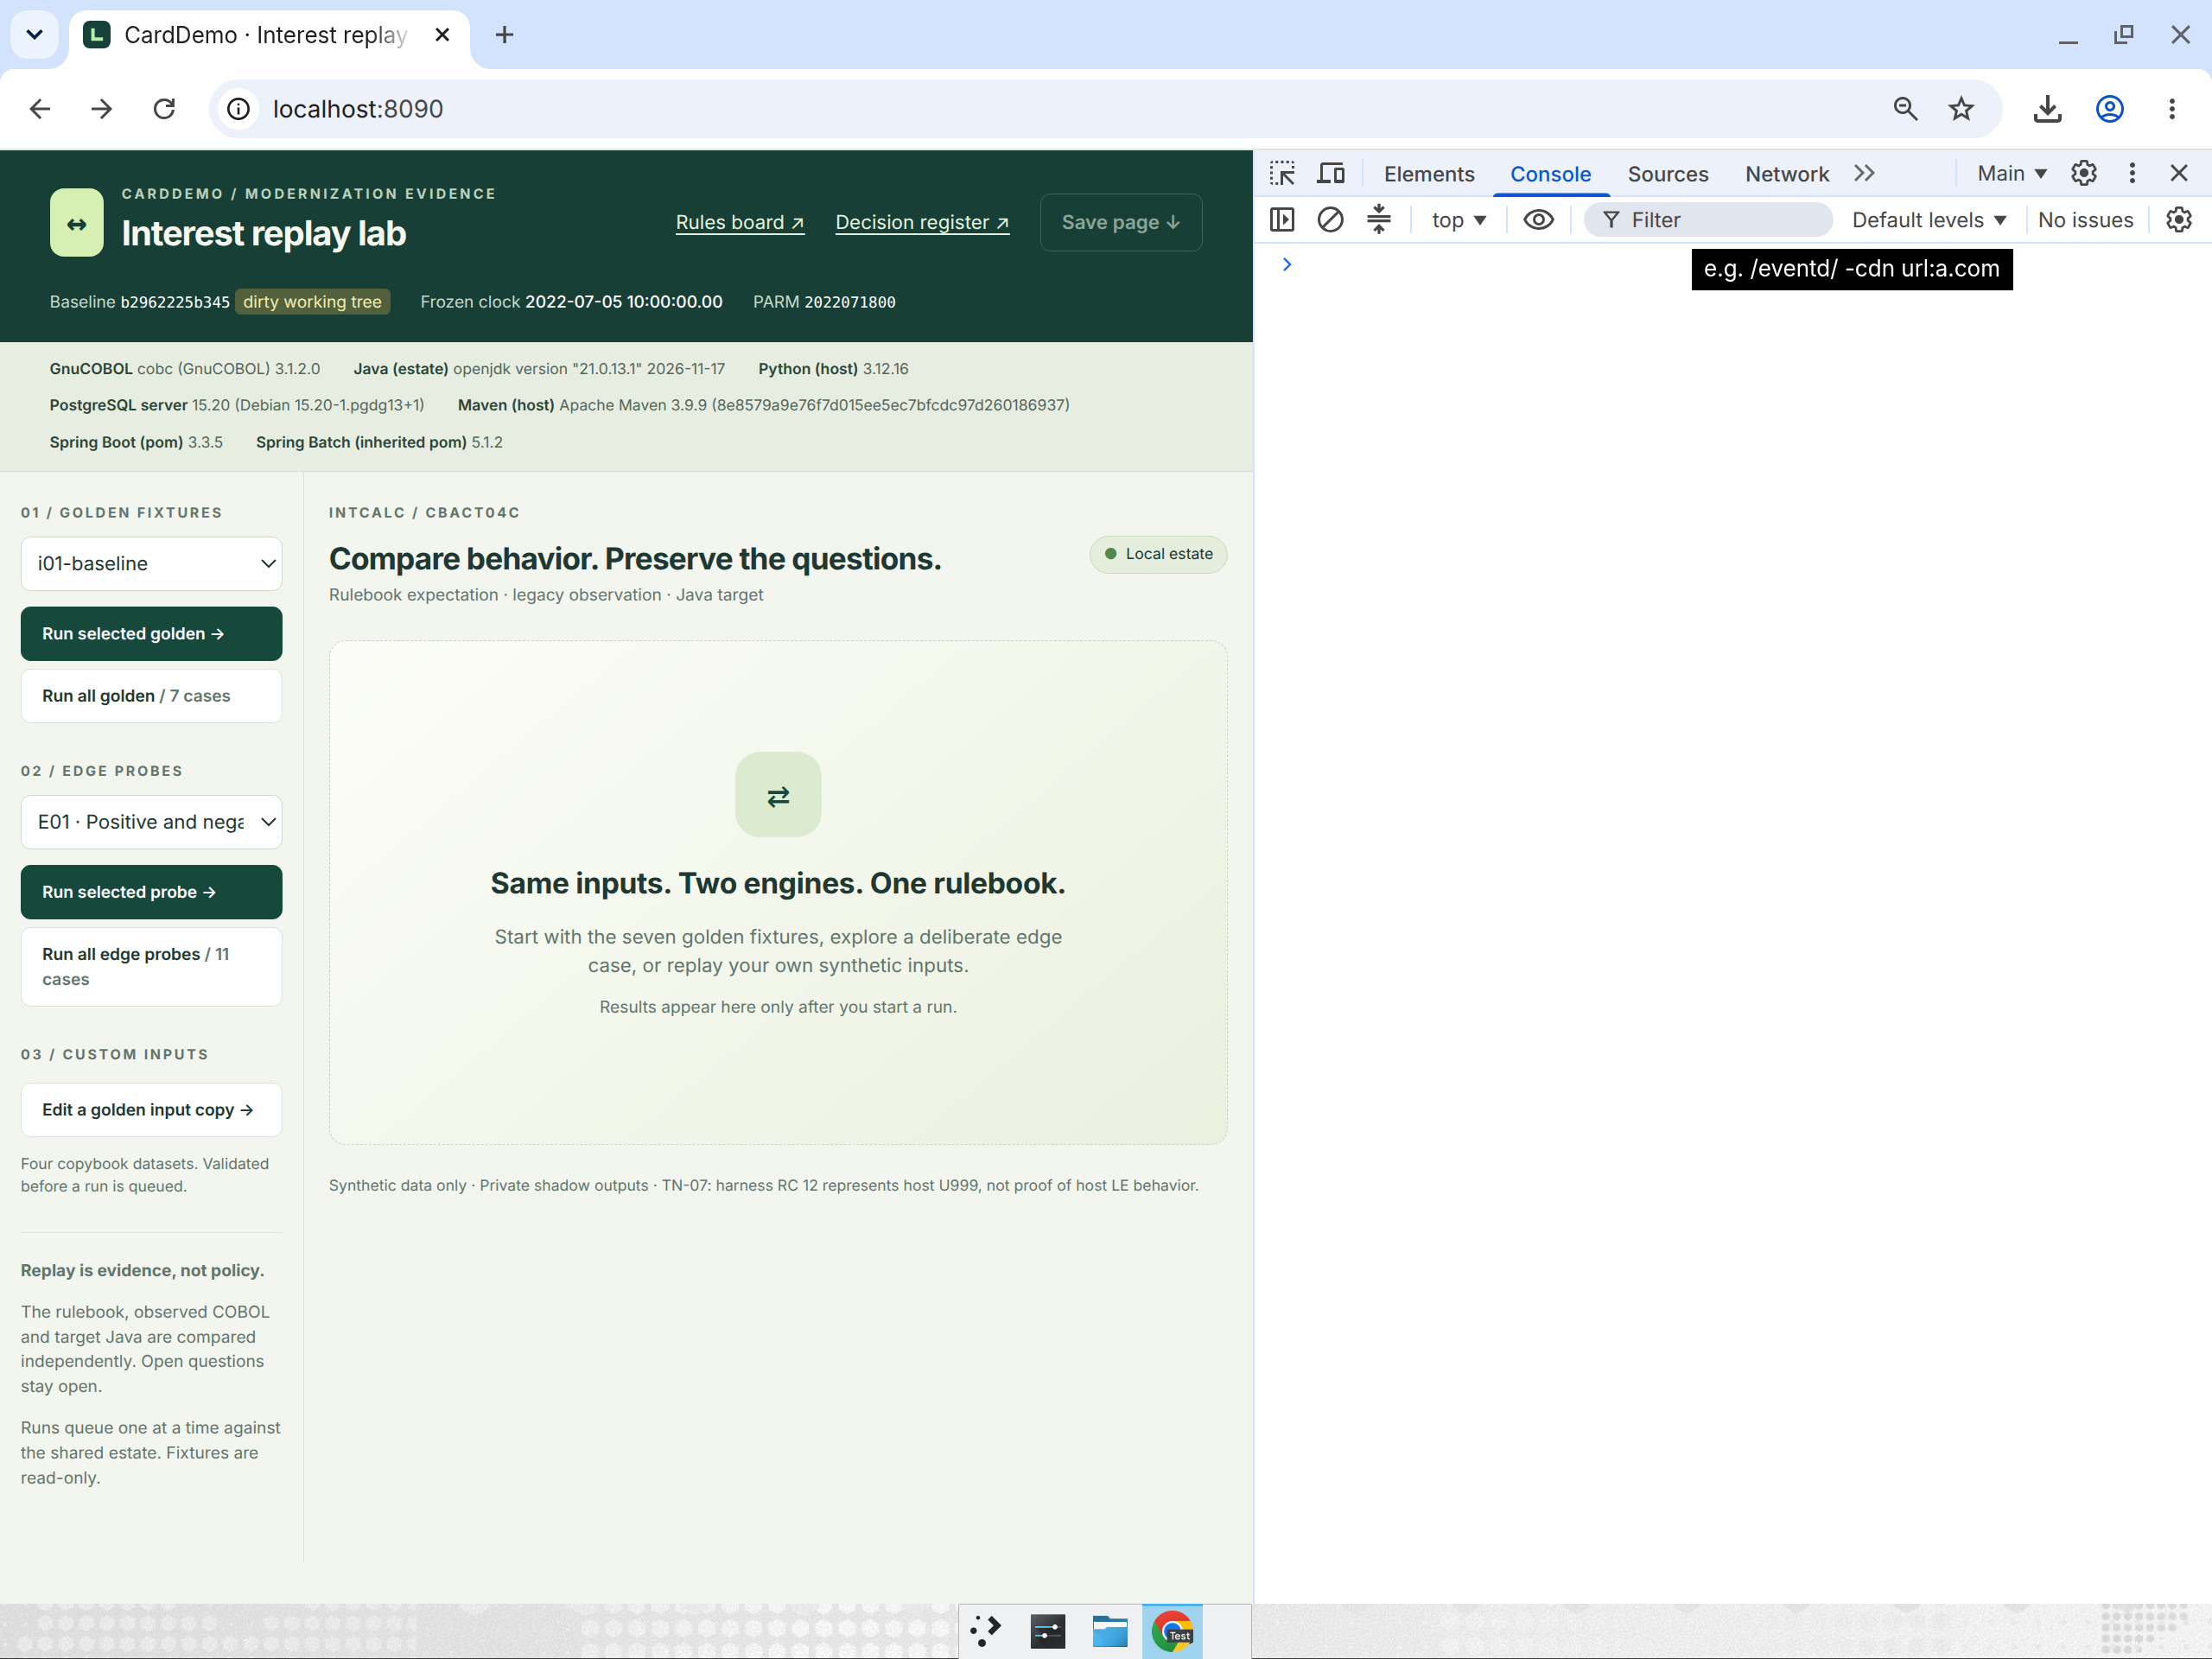 CardDemo · Interest replay
localhost:8090
CARDDEMO / MODERNIZATION EVIDENCE
Interest replay lab
Rules board ↗
Decision register ↗
Save page ↓
Baseline b2962225b345 dirty working tree Frozen clock 2022-07-05 10:00:00.00 PARM 2022071800
GnuCOBOL cobc (GnuCOBOL) 3.1.2.0 Java (estate) openjdk version "21.0.13.1" 2026-11-17 Python (host) 3.12.16
PostgreSQL server 15.20 (Debian 15.20-1.pgdg13+1) Maven (host) Apache Maven 3.9.9 (8e8579a9e76f7d015ee5ec7bfcdc97d260186937)
Spring Boot (pom) 3.3.5 Spring Batch (inherited pom) 5.1.2
01 / GOLDEN FIXTURES
i01-baseline
Run selected golden →
Run all golden / 7 cases
02 / EDGE PROBES
E01 · Positive and nega
Run selected probe →
Run all edge probes / 11
cases
03 / CUSTOM INPUTS
Edit a golden input copy →
Four copybook datasets. Validated
before a run is queued.
Replay is evidence, not policy.
The rulebook, observed COBOL
and target Java are compared
independently. Open questions
stay open.
Runs queue one at a time against
the shared estate. Fixtures are
read-only.
INTCALC / CBACT04C
Compare behavior. Preserve the questions.
Local estate
Rulebook expectation · legacy observation · Java target
Same inputs. Two engines. One rulebook.
Start with the seven golden fixtures, explore a deliberate edge
case, or replay your own synthetic inputs.
Results appear here only after you start a run.
Synthetic data only · Private shadow outputs · TN-07: harness RC 12 represents host U999, not proof of host LE behavior.
Elements Console Sources Network Main
top Filter Default levels No issues
e.g. /eventd/ -cdn url:a.com
Test